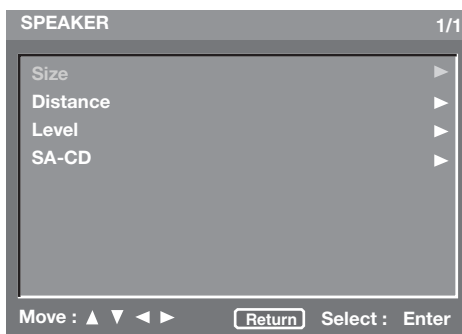 SPEAKER 1/1
Size ▶
Distance ▶
Level ▶
SA-CD ▶
Move : ▲ ▼ ◄ ► Return Select : Enter